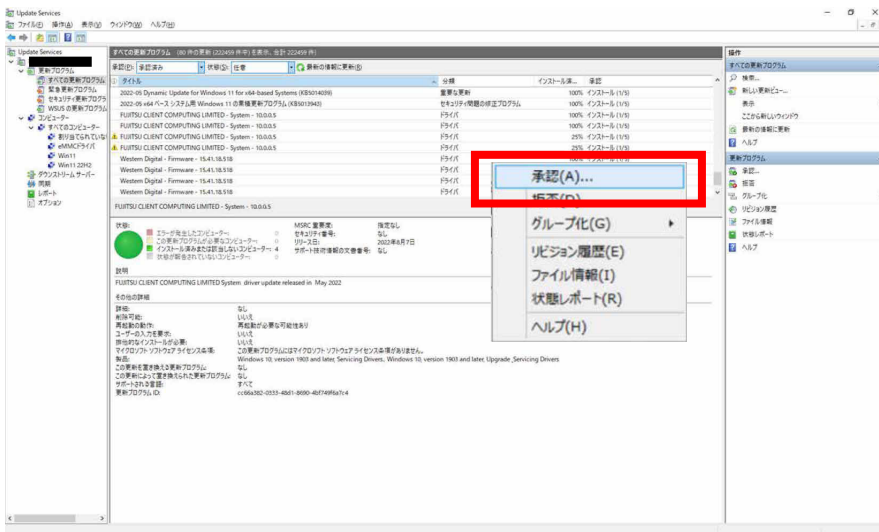 Update Services
ファイル(F) 操作(A) 表示(V) ウィンドウ(W) ヘルプ(H)
Update Services
更新プログラム
すべての更新プログラム
緊急更新プログラム
セキュリティ更新プログラ
WSUS の更新プログラム
コンピューター
すべてのコンピューター
割り当てられていない
eMMCドライバ
Win11
Win11 22H2
ダウンストリーム サーバー
同期
レポート
オプション
すべての更新プログラム (80 件の更新 (222459 件中) を表示、合計 222459 件)
承認(P): 承認済み 状態(S): 任意 最新の情報に更新(R)
タイトル 分類 インストール済... 承認
2022-05 Dynamic Update for Windows 11 for x64-based Systems (KB5014039) 重要な更新 100% インストール (1/5)
2022-05 x64 ベース システム用 Windows 11 の累積更新プログラム (KB5013943) セキュリティ問題の修正プログラム 100% インストール (1/5)
FUJITSU CLIENT COMPUTING LIMITED - System - 10.0.0.5 ドライバ 100% インストール (1/5)
FUJITSU CLIENT COMPUTING LIMITED - System - 10.0.0.5 ドライバ 100% インストール (1/5)
FUJITSU CLIENT COMPUTING LIMITED - System - 10.0.0.5 ドライバ 25% インストール (1/5)
FUJITSU CLIENT COMPUTING LIMITED - System - 10.0.0.5 ドライバ 25% インストール (1/5)
Western Digital - Firmware - 15.41.18.518 ドライバ 100% インストール (1/5)
Western Digital - Firmware - 15.41.18.518 ドライバ
Western Digital - Firmware - 15.41.18.518 ドライバ
Western Digital - Firmware - 15.41.18.518 ドライバ
FUJITSU CLIENT COMPUTING LIMITED - System - 10.0.0.5
状態:
エラーが発生したコンピューター: 0
この更新プログラムが必要なコンピューター: 0
インストール済みまたは該当しないコンピューター: 4
状態が報告されていないコンピューター: 0
MSRC 重要度: 指定なし
セキュリティ番号: なし
リリース日: 2022年8月7日
サポート技術情報の文書番号: なし
説明
FUJITSU CLIENT COMPUTING LIMITED System driver update released in May 2022
その他の詳細
詳細: なし
削除可能: いいえ
再起動の動作: 再起動が必要な可能性あり
ユーザーの入力を要求: いいえ
排他的なインストールが必要: いいえ
マイクロソフト ソフトウェア ライセンス条項: この更新プログラムにはマイクロソフト ソフトウェア ライセンス条項がありません。
製品: Windows 10, version 1903 and later, Servicing Drivers, Windows 10, version 1903 and later, Upgrade & Servicing Drivers
この更新を置き換える更新プログラム: なし
この更新によって置き換えられた更新プログラム: なし
サポートされる言語: すべて
更新プログラム ID: cc66a382-0333-48d1-8690-4bf749f6a7c4
承認(A)...
拒否(D)
グループ化(G)
リビジョン履歴(E)
ファイル情報(I)
状態レポート(R)
ヘルプ(H)
操作
すべての更新プログラム
検索...
新しい更新ビュー...
表示
ここから新しいウィンドウ
最新の情報に更新
ヘルプ
更新プログラム
承認...
拒否
グループ化
リビジョン履歴
ファイル情報
状態レポート
ヘルプ